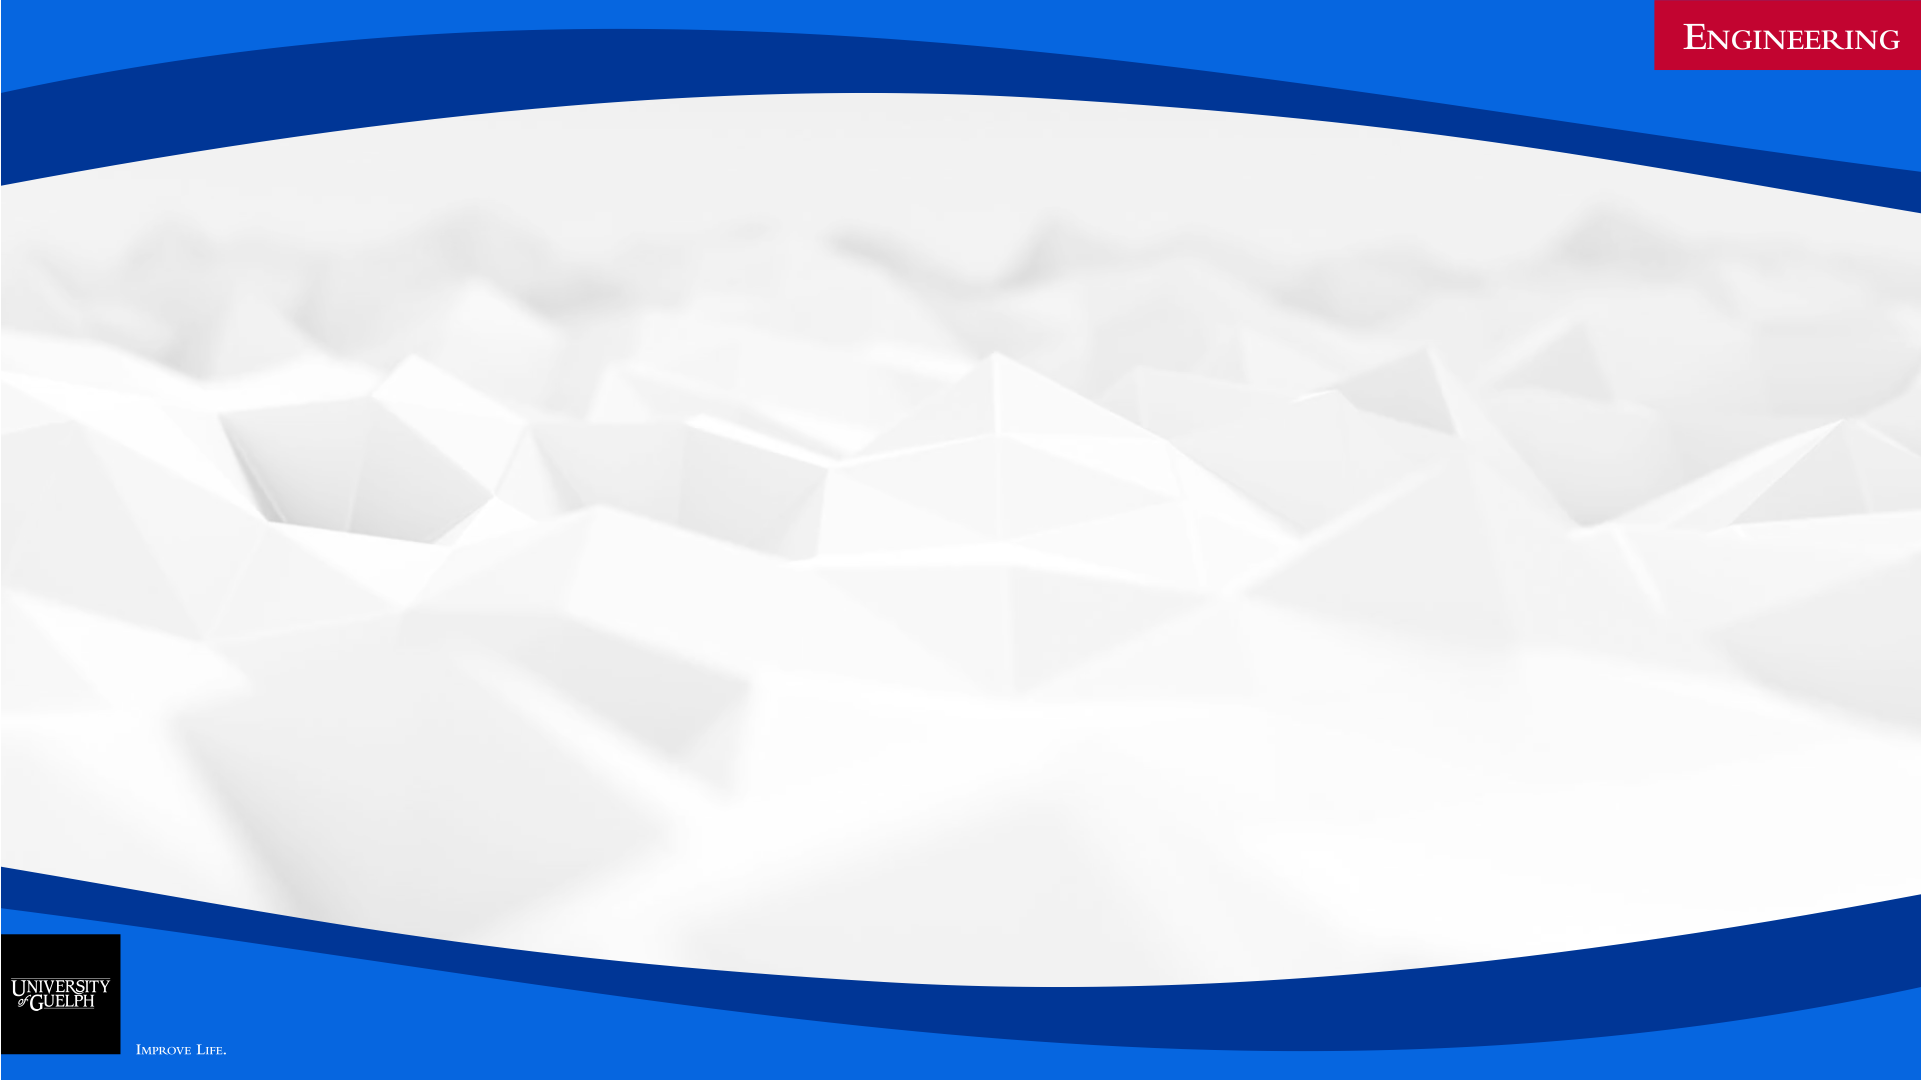 ENGINEERING
UNIVERSITY
of GUELPH
IMPROVE LIFE.